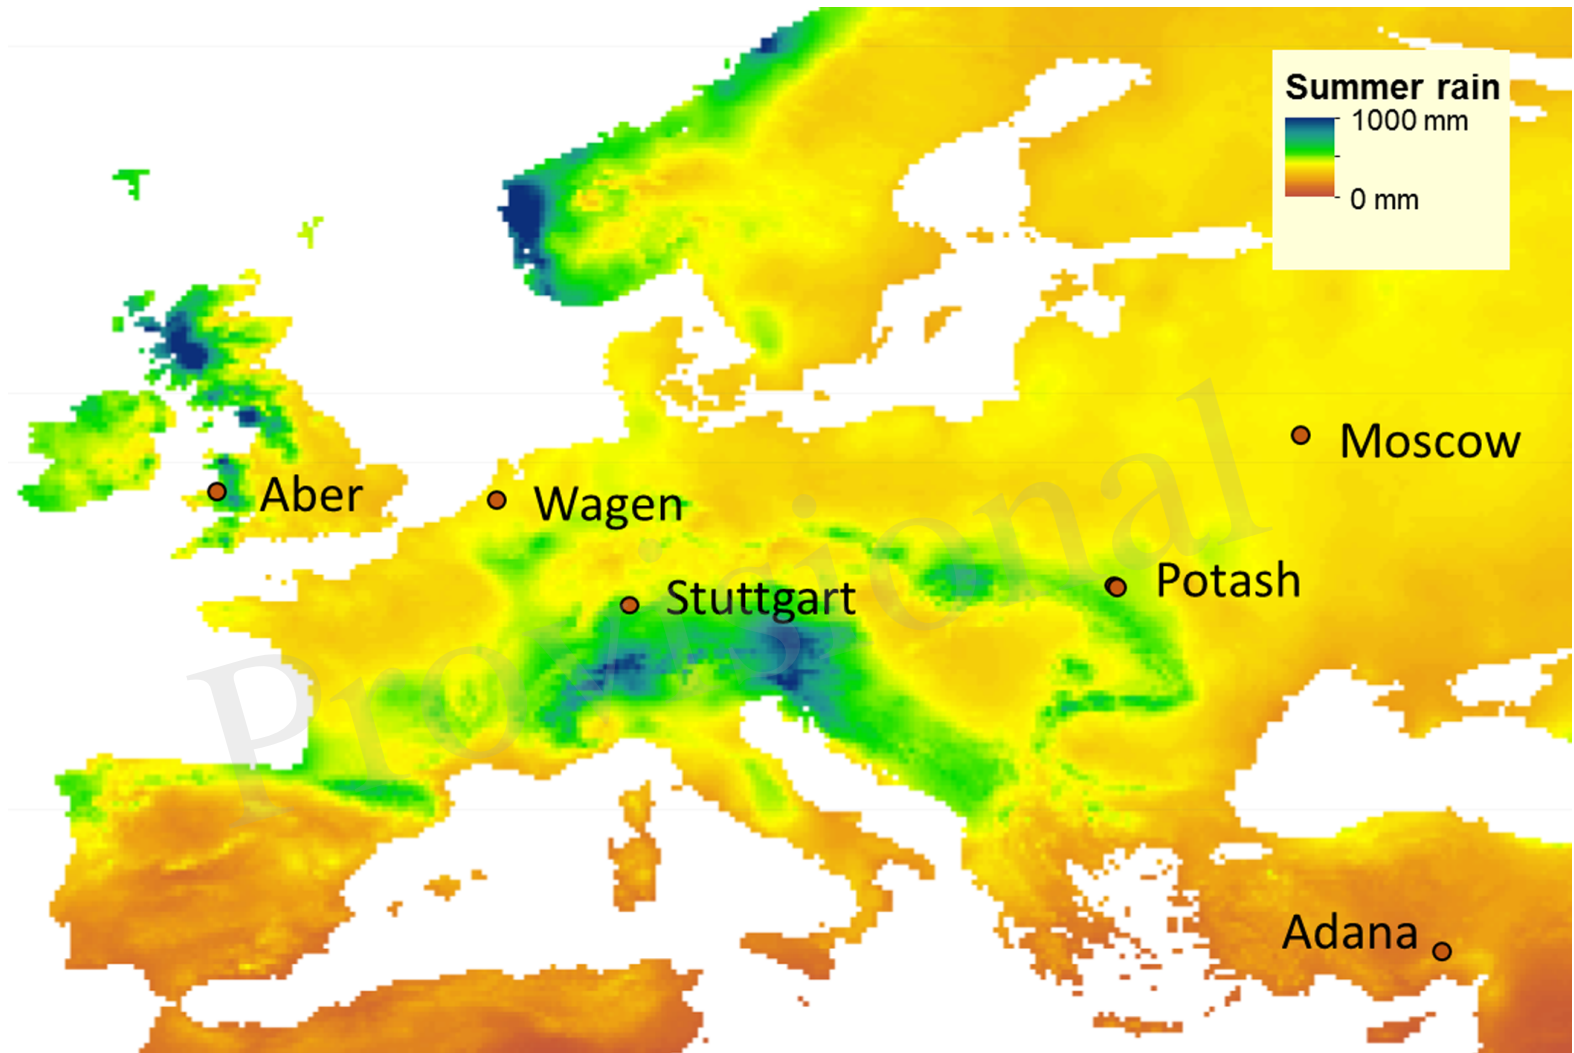 Summer rain
1000 mm
0 mm
Moscow
Aber
Wagen
Potash
Stuttgart
Adana
Provisional